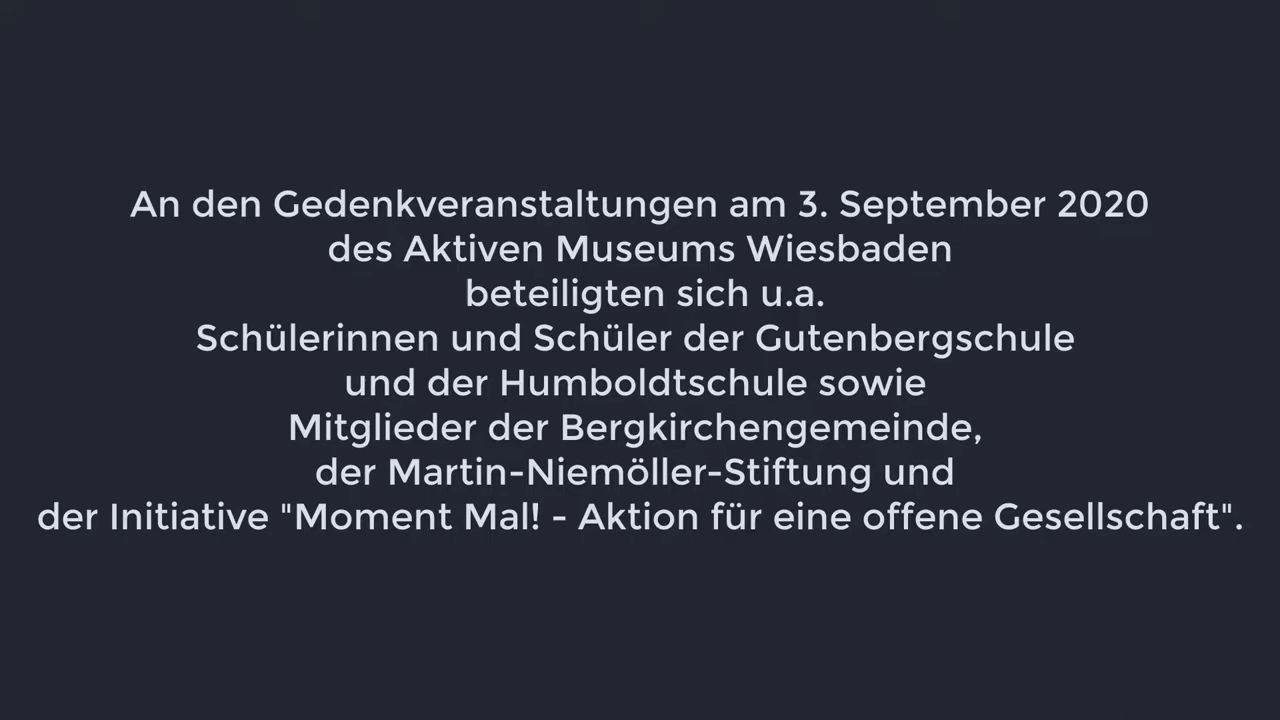 An den Gedenkveranstaltungen am 3. September 2020
des Aktiven Museums Wiesbaden
beteiligten sich u.a.
Schülerinnen und Schüler der Gutenbergschule
und der Humboldtschule sowie
Mitglieder der Bergkirchengemeinde,
der Martin-Niemöller-Stiftung und
der Initiative "Moment Mal! - Aktion für eine offene Gesellschaft".